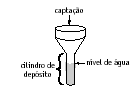 captação
nível de água
cilindro de
depósito